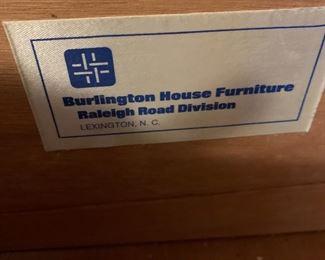 Burlington House Furniture
Raleigh Road Division
LEXINGTON, N. C.